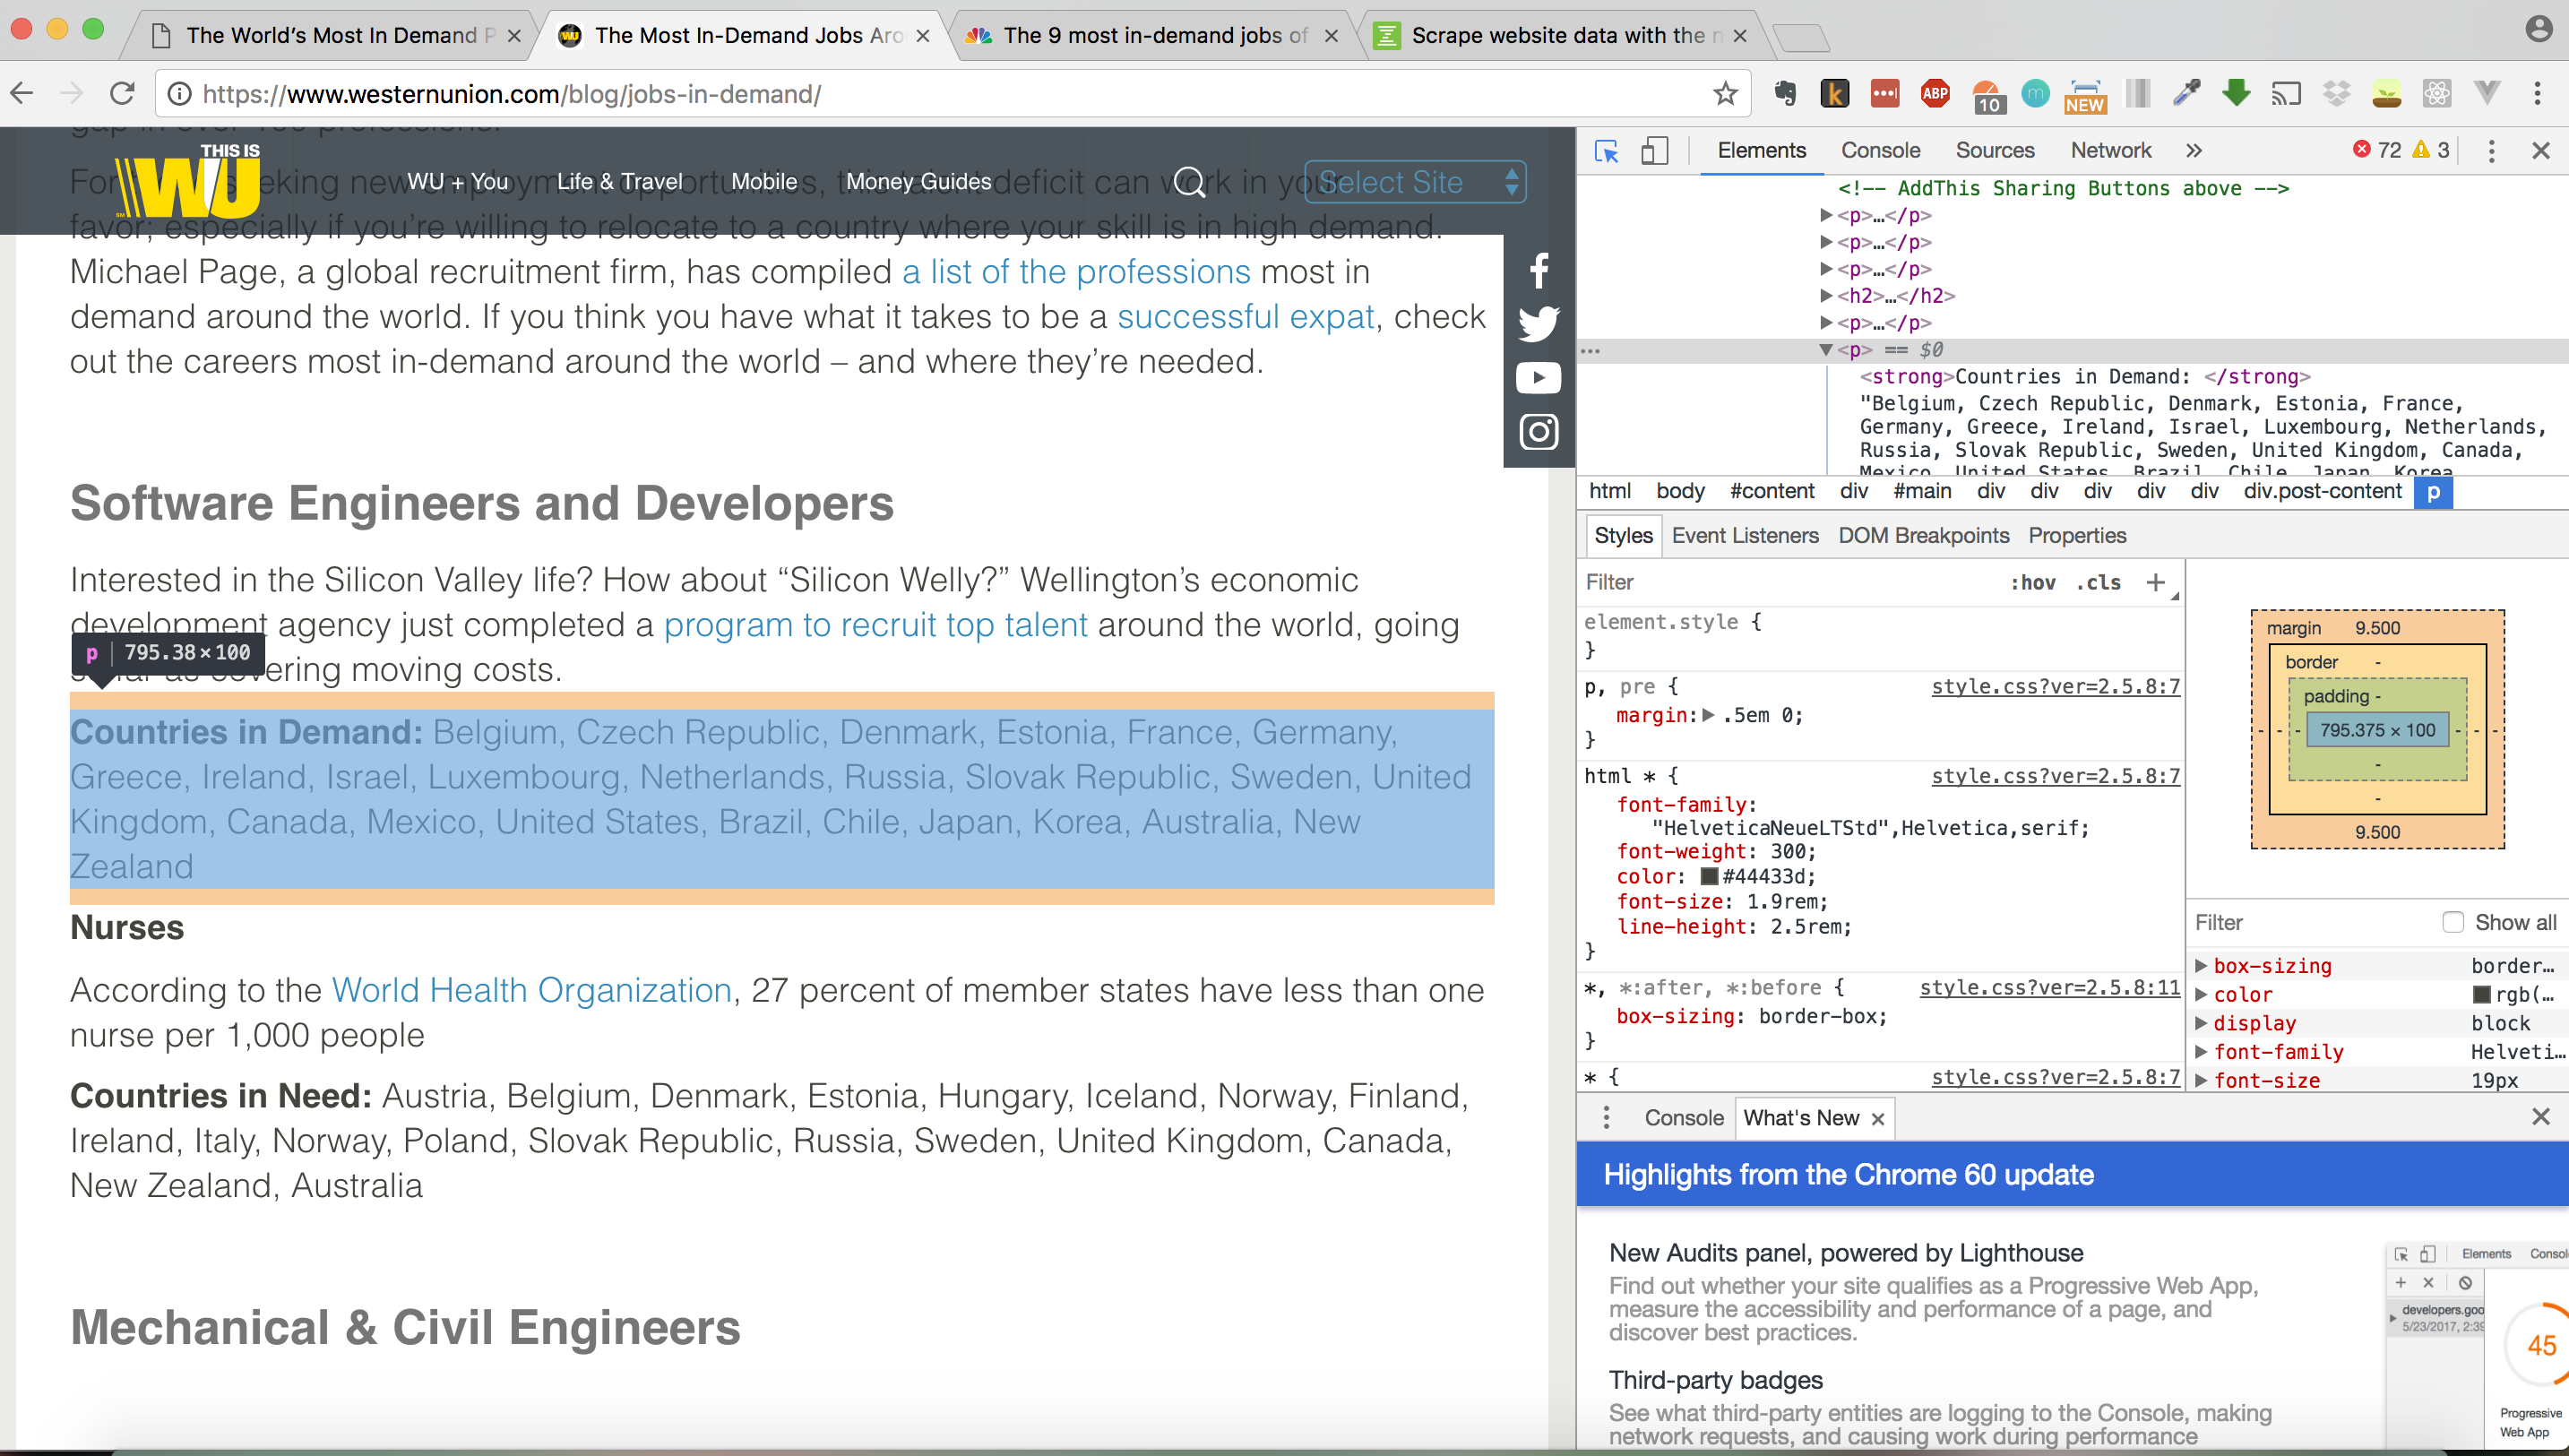 The World's Most In Demand P
The Most In-Demand Jobs Aro
The 9 most in-demand jobs of
Scrape website data with the n
https://www.westernunion.com/blog/jobs-in-demand/
ABP
10
m
NEW
THIS IS
WU
WU + You
Life & Travel
Mobile
Money Guides
Select Site
favor; especially if you're willing to relocate to a country where your skill is in high demand.
Michael Page, a global recruitment firm, has compiled a list of the professions most in
demand around the world. If you think you have what it takes to be a successful expat, check
out the careers most in-demand around the world – and where they're needed.
Software Engineers and Developers
Interested in the Silicon Valley life? How about “Silicon Welly?” Wellington's economic
development agency just completed a program to recruit top talent around the world, going
p 795.38 × 100
covering moving costs.
Countries in Demand: Belgium, Czech Republic, Denmark, Estonia, France, Germany,
Greece, Ireland, Israel, Luxembourg, Netherlands, Russia, Slovak Republic, Sweden, United
Kingdom, Canada, Mexico, United States, Brazil, Chile, Japan, Korea, Australia, New
Zealand
Nurses
According to the World Health Organization, 27 percent of member states have less than one
nurse per 1,000 people
Countries in Need: Austria, Belgium, Denmark, Estonia, Hungary, Iceland, Norway, Finland,
Ireland, Italy, Norway, Poland, Slovak Republic, Russia, Sweden, United Kingdom, Canada,
New Zealand, Australia
Mechanical & Civil Engineers
Elements
Console
Sources
Network
72
3
<!-- AddThis Sharing Buttons above -->
<p>…</p>
<p>…</p>
<p>…</p>
<h2>…</h2>
<p>…</p>
<p> == $0
<strong>Countries in Demand: </strong>
"Belgium, Czech Republic, Denmark, Estonia, France,
Germany, Greece, Ireland, Israel, Luxembourg, Netherlands,
Russia, Slovak Republic, Sweden, United Kingdom, Canada,
Mexico, United States, Brazil, Chile, Japan, Korea,
html body #content div #main div div div div div div.post-content p
Styles
Event Listeners
DOM Breakpoints
Properties
Filter
:hov .cls +
element.style {
}
p, pre { style.css?ver=2.5.8:7
margin: .5em 0;
}
html * { style.css?ver=2.5.8:7
font-family:
"HelveticaNeueLTStd",Helvetica,serif;
font-weight: 300;
color: #44433d;
font-size: 1.9rem;
line-height: 2.5rem;
}
*, *:after, *:before { style.css?ver=2.5.8:11
box-sizing: border-box;
}
* { style.css?ver=2.5.8:7
margin 9.500
border -
padding -
- - - 795.375 × 100 - - -
-
-
9.500
Filter
Show all
box-sizing border…
color rgb(…
display block
font-family Helveti…
font-size 19px
Console
What's New
Highlights from the Chrome 60 update
New Audits panel, powered by Lighthouse
Find out whether your site qualifies as a Progressive Web App,
measure the accessibility and performance of a page, and
discover best practices.
Third-party badges
See what third-party entities are logging to the Console, making
network requests, and causing work during performance
Elements Consol
developers.goo
5/23/2017, 2:39
45
Progressive
Web App